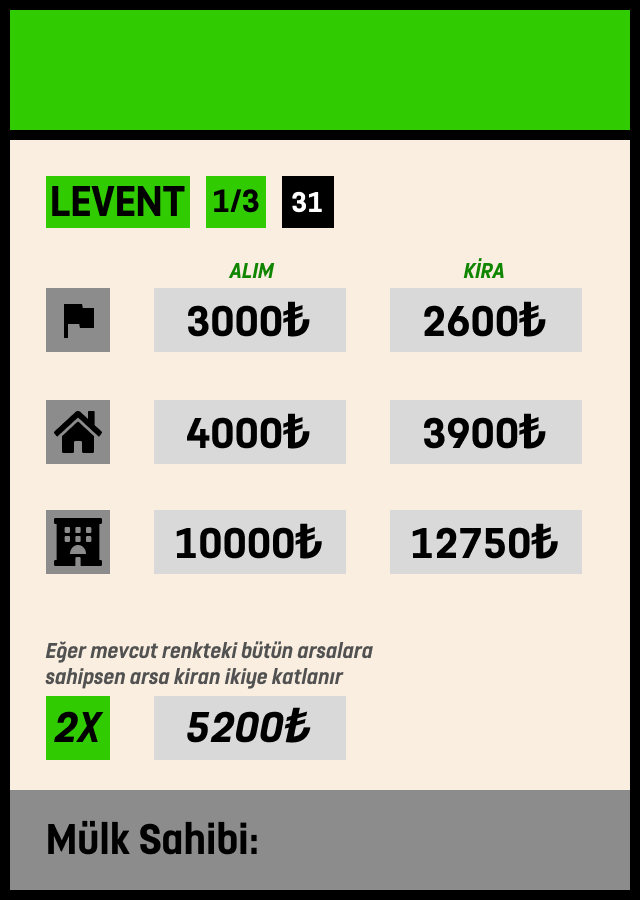 LEVENT 1/3 31
ALIM KİRA
3000₺ 2600₺
4000₺ 3900₺
10000₺ 12750₺
Eğer mevcut renkteki bütün arsalara
sahipsen arsa kiran ikiye katlanır
2X 5200₺
Mülk Sahibi: